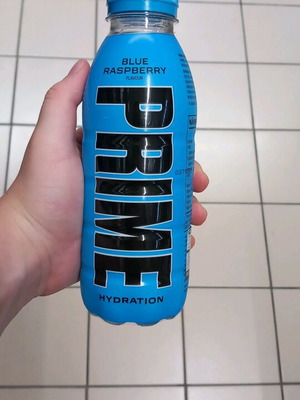 BLUE
RASPBERRY
FLAVOUR
PRIME
HYDRATION